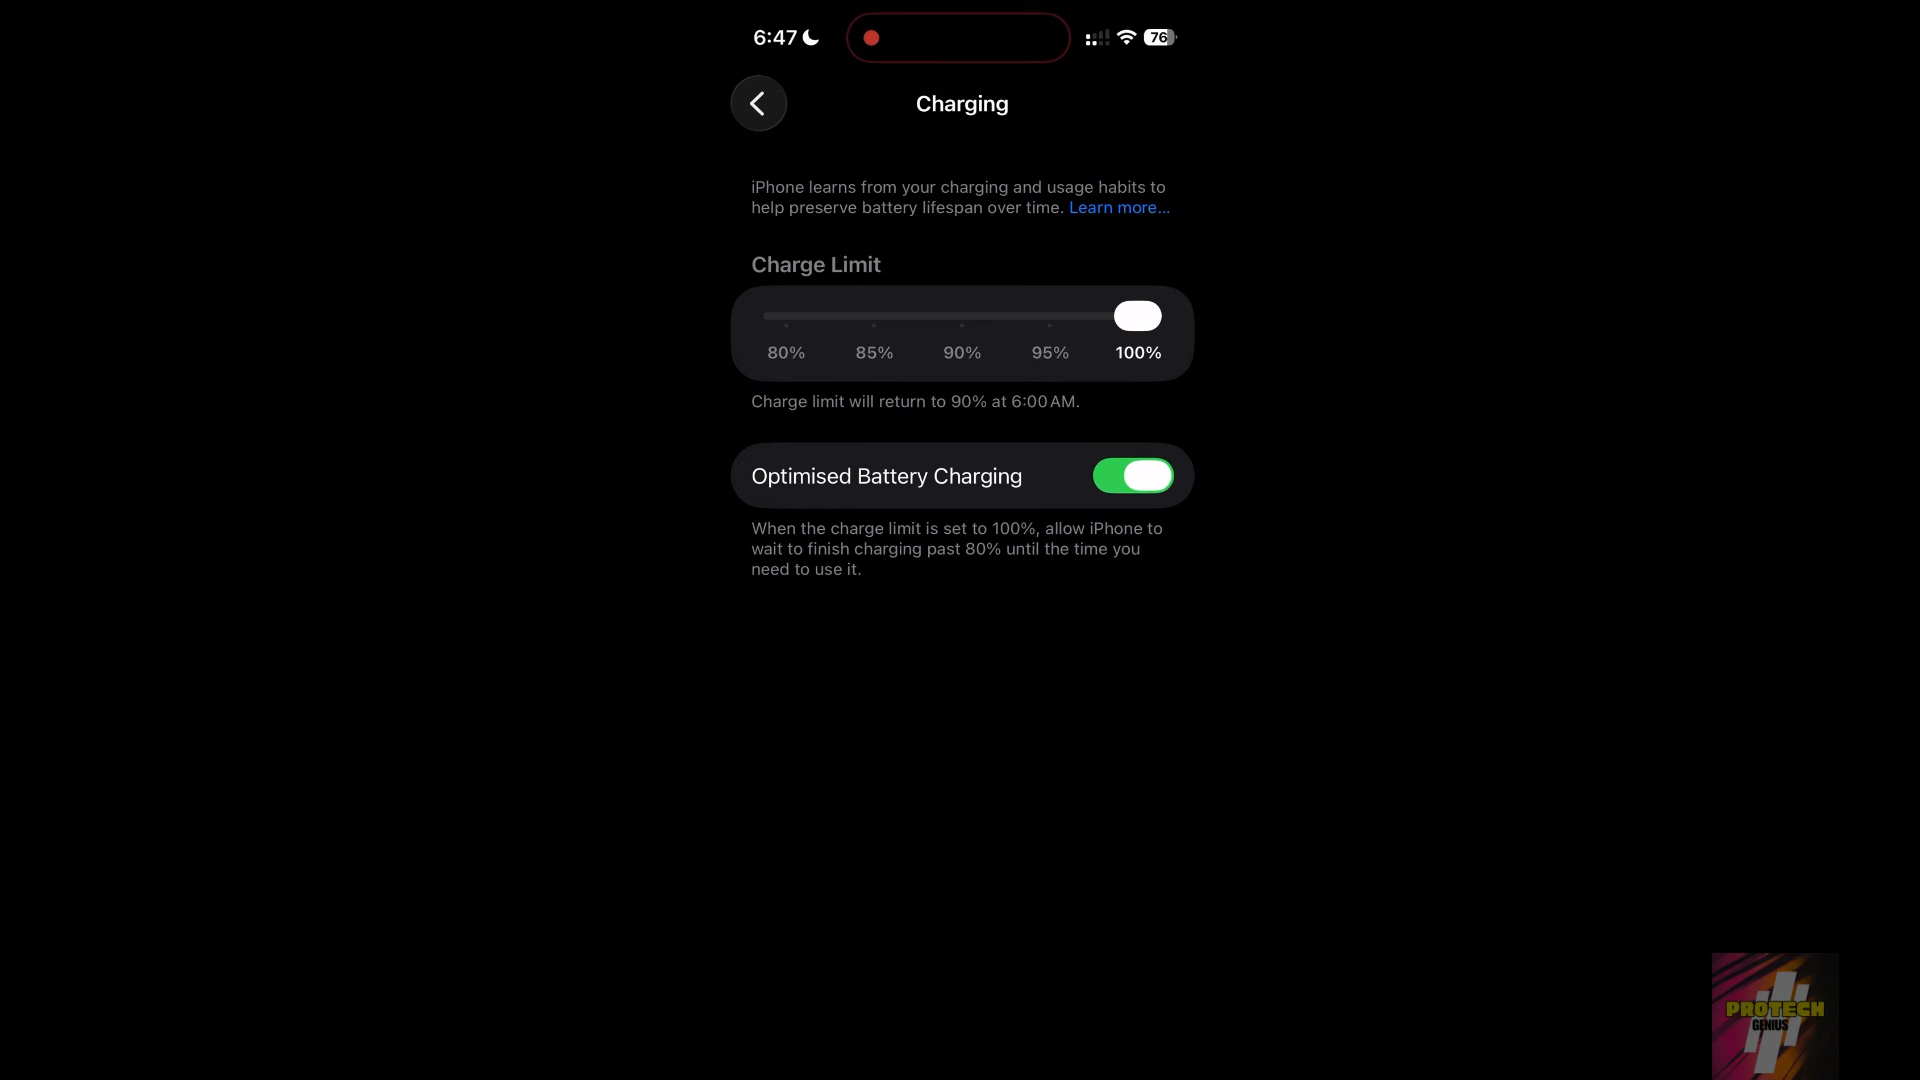 6:47
76
Charging
iPhone learns from your charging and usage habits to
help preserve battery lifespan over time. Learn more...
Charge Limit
80% 85% 90% 95% 100%
Charge limit will return to 90% at 6:00 AM.
Optimised Battery Charging
When the charge limit is set to 100%, allow iPhone to
wait to finish charging past 80% until the time you
need to use it.
PROTECH
GENIUS